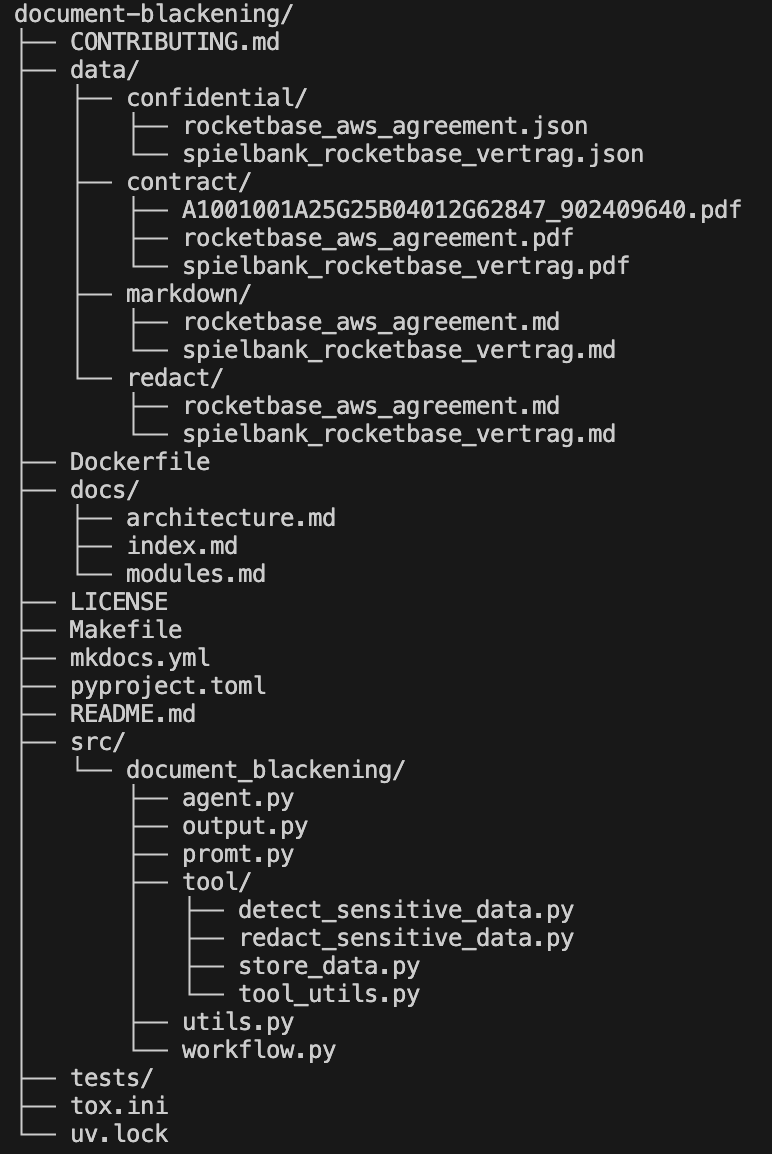 document-blackening/
├── CONTRIBUTING.md
├── data/
│   ├── confidential/
│   │   ├── rocketbase_aws_agreement.json
│   │   └── spielbank_rocketbase_vertrag.json
│   ├── contract/
│   │   ├── A1001001A25G25B04012G62847_902409640.pdf
│   │   ├── rocketbase_aws_agreement.pdf
│   │   └── spielbank_rocketbase_vertrag.pdf
│   ├── markdown/
│   │   ├── rocketbase_aws_agreement.md
│   │   └── spielbank_rocketbase_vertrag.md
│   └── redact/
│       ├── rocketbase_aws_agreement.md
│       └── spielbank_rocketbase_vertrag.md
├── Dockerfile
├── docs/
│   ├── architecture.md
│   ├── index.md
│   └── modules.md
├── LICENSE
├── Makefile
├── mkdocs.yml
├── pyproject.toml
├── README.md
├── src/
│   └── document_blackening/
│       ├── agent.py
│       ├── output.py
│       ├── promt.py
│       ├── tool/
│       │   ├── detect_sensitive_data.py
│       │   ├── redact_sensitive_data.py
│       │   ├── store_data.py
│       │   └── tool_utils.py
│       ├── utils.py
│       └── workflow.py
├── tests/
├── tox.ini
└── uv.lock